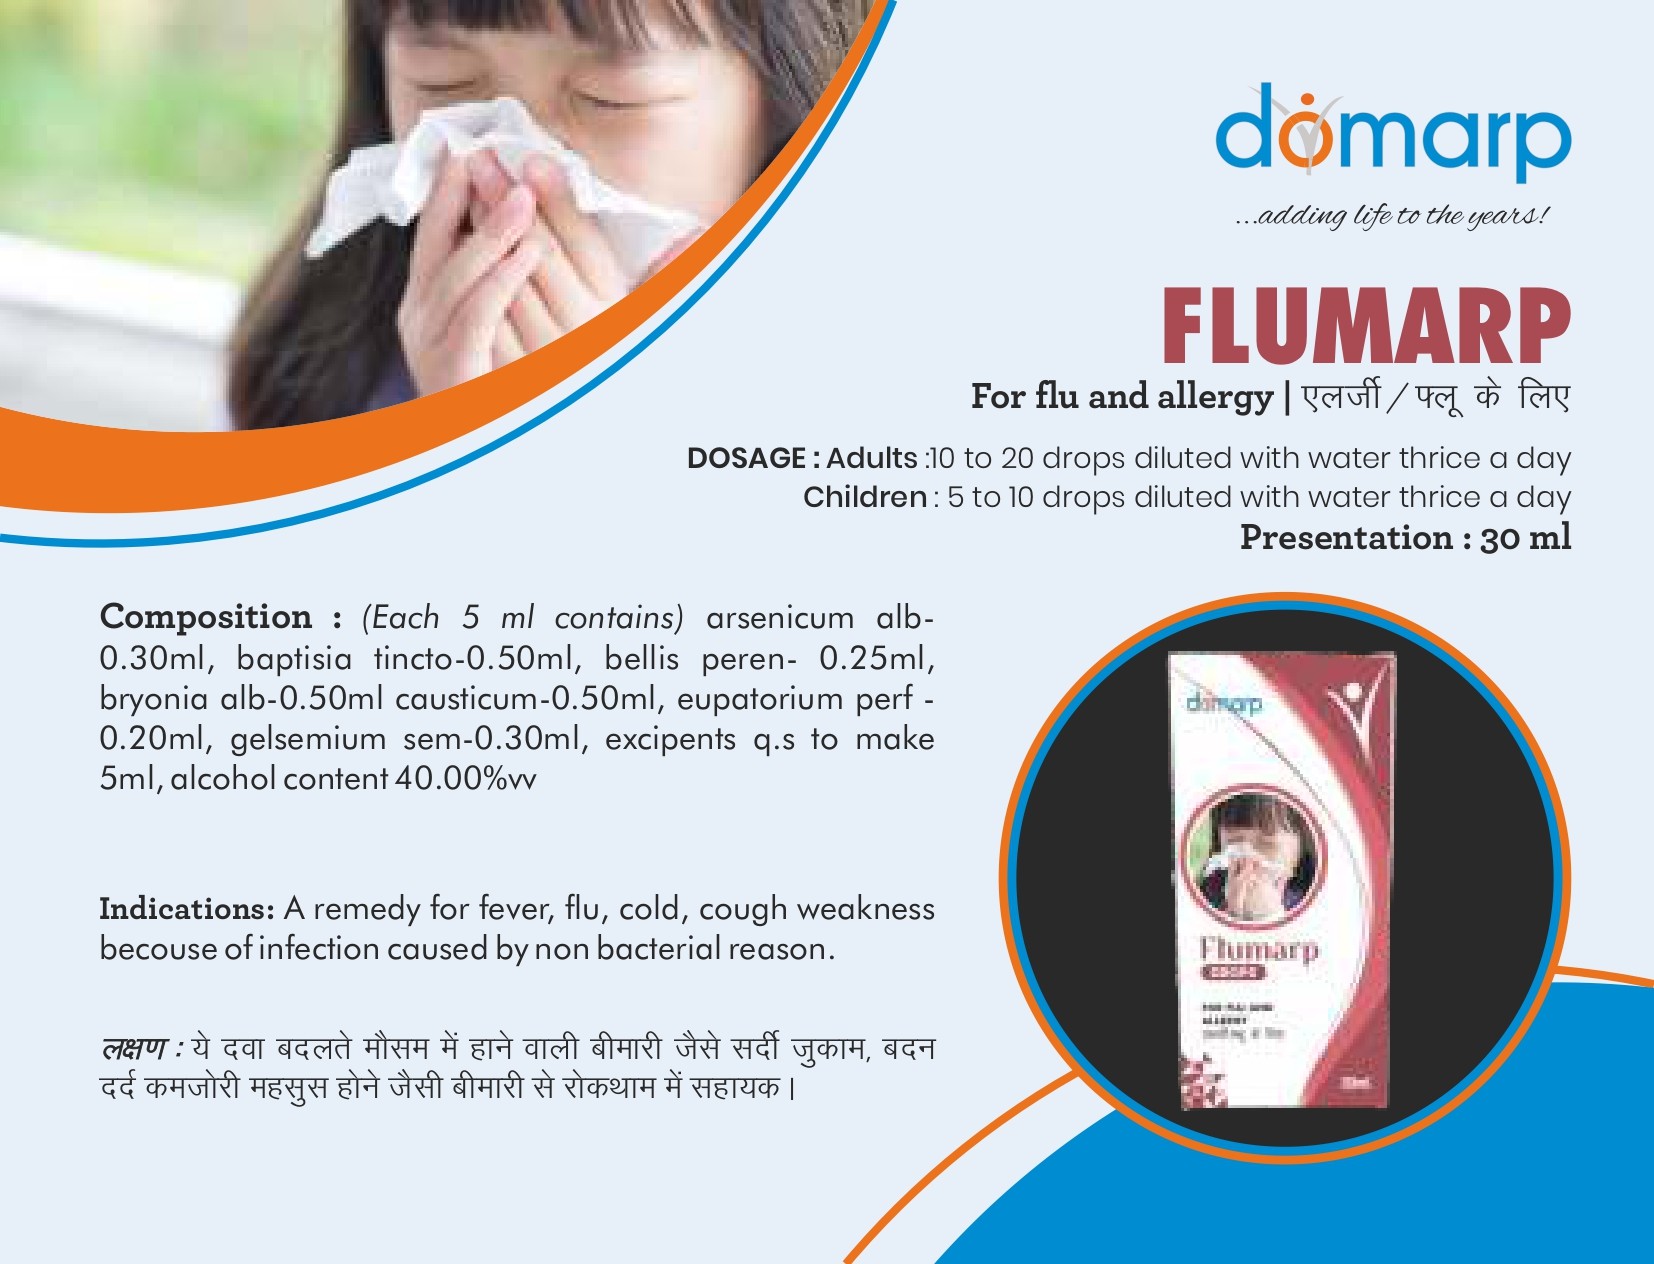 domarp
...adding life to the years!
FLUMARP
For flu and allergy | एलर्जी / फ्लू के लिए
DOSAGE : Adults :10 to 20 drops diluted with water thrice a day
Children : 5 to 10 drops diluted with water thrice a day
Presentation : 30 ml
Composition : (Each 5 ml contains) arsenicum alb-
0.30ml, baptisia tincto-0.50ml, bellis peren- 0.25ml,
bryonia alb-0.50ml causticum-0.50ml, eupatorium perf -
0.20ml, gelsemium sem-0.30ml, excipents q.s to make
5ml, alcohol content 40.00%vv
Indications: A remedy for fever, flu, cold, cough weakness
becouse of infection caused by non bacterial reason.
लक्षण : ये दवा बदलते मौसम में हाने वाली बीमारी जैसे सर्दी जुकाम, बदन
दर्द कमजोरी महसुस होने जैसी बीमारी से रोकथाम में सहायक।
domarp
Flumarp